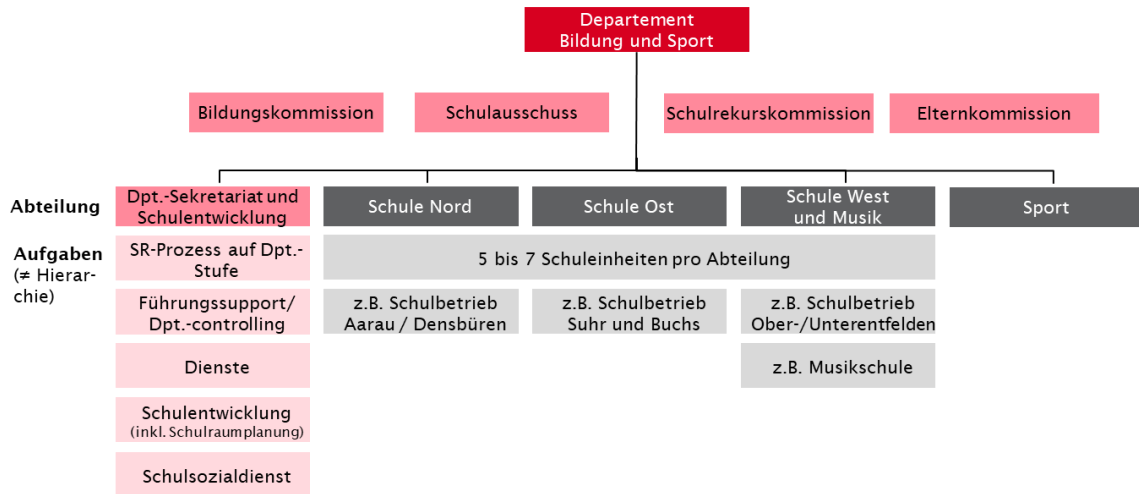 Departement
Bildung und Sport
Bildungskommission
Schulausschuss
Schulrekurskommission
Elternkommission
Abteilung
Dpt.-Sekretariat und
Schulentwicklung
Schule Nord
Schule Ost
Schule West
und Musik
Sport
Aufgaben
(≠ Hierar-
chie)
SR-Prozess auf Dpt.-
Stufe
5 bis 7 Schuleinheiten pro Abteilung
Führungssupport/
Dpt.-controlling
z.B. Schulbetrieb
Aarau / Densbüren
z.B. Schulbetrieb
Suhr und Buchs
z.B. Schulbetrieb
Ober-/Unterentfelden
Dienste
z.B. Musikschule
Schulentwicklung
(inkl. Schulraumplanung)
Schulsozialdienst